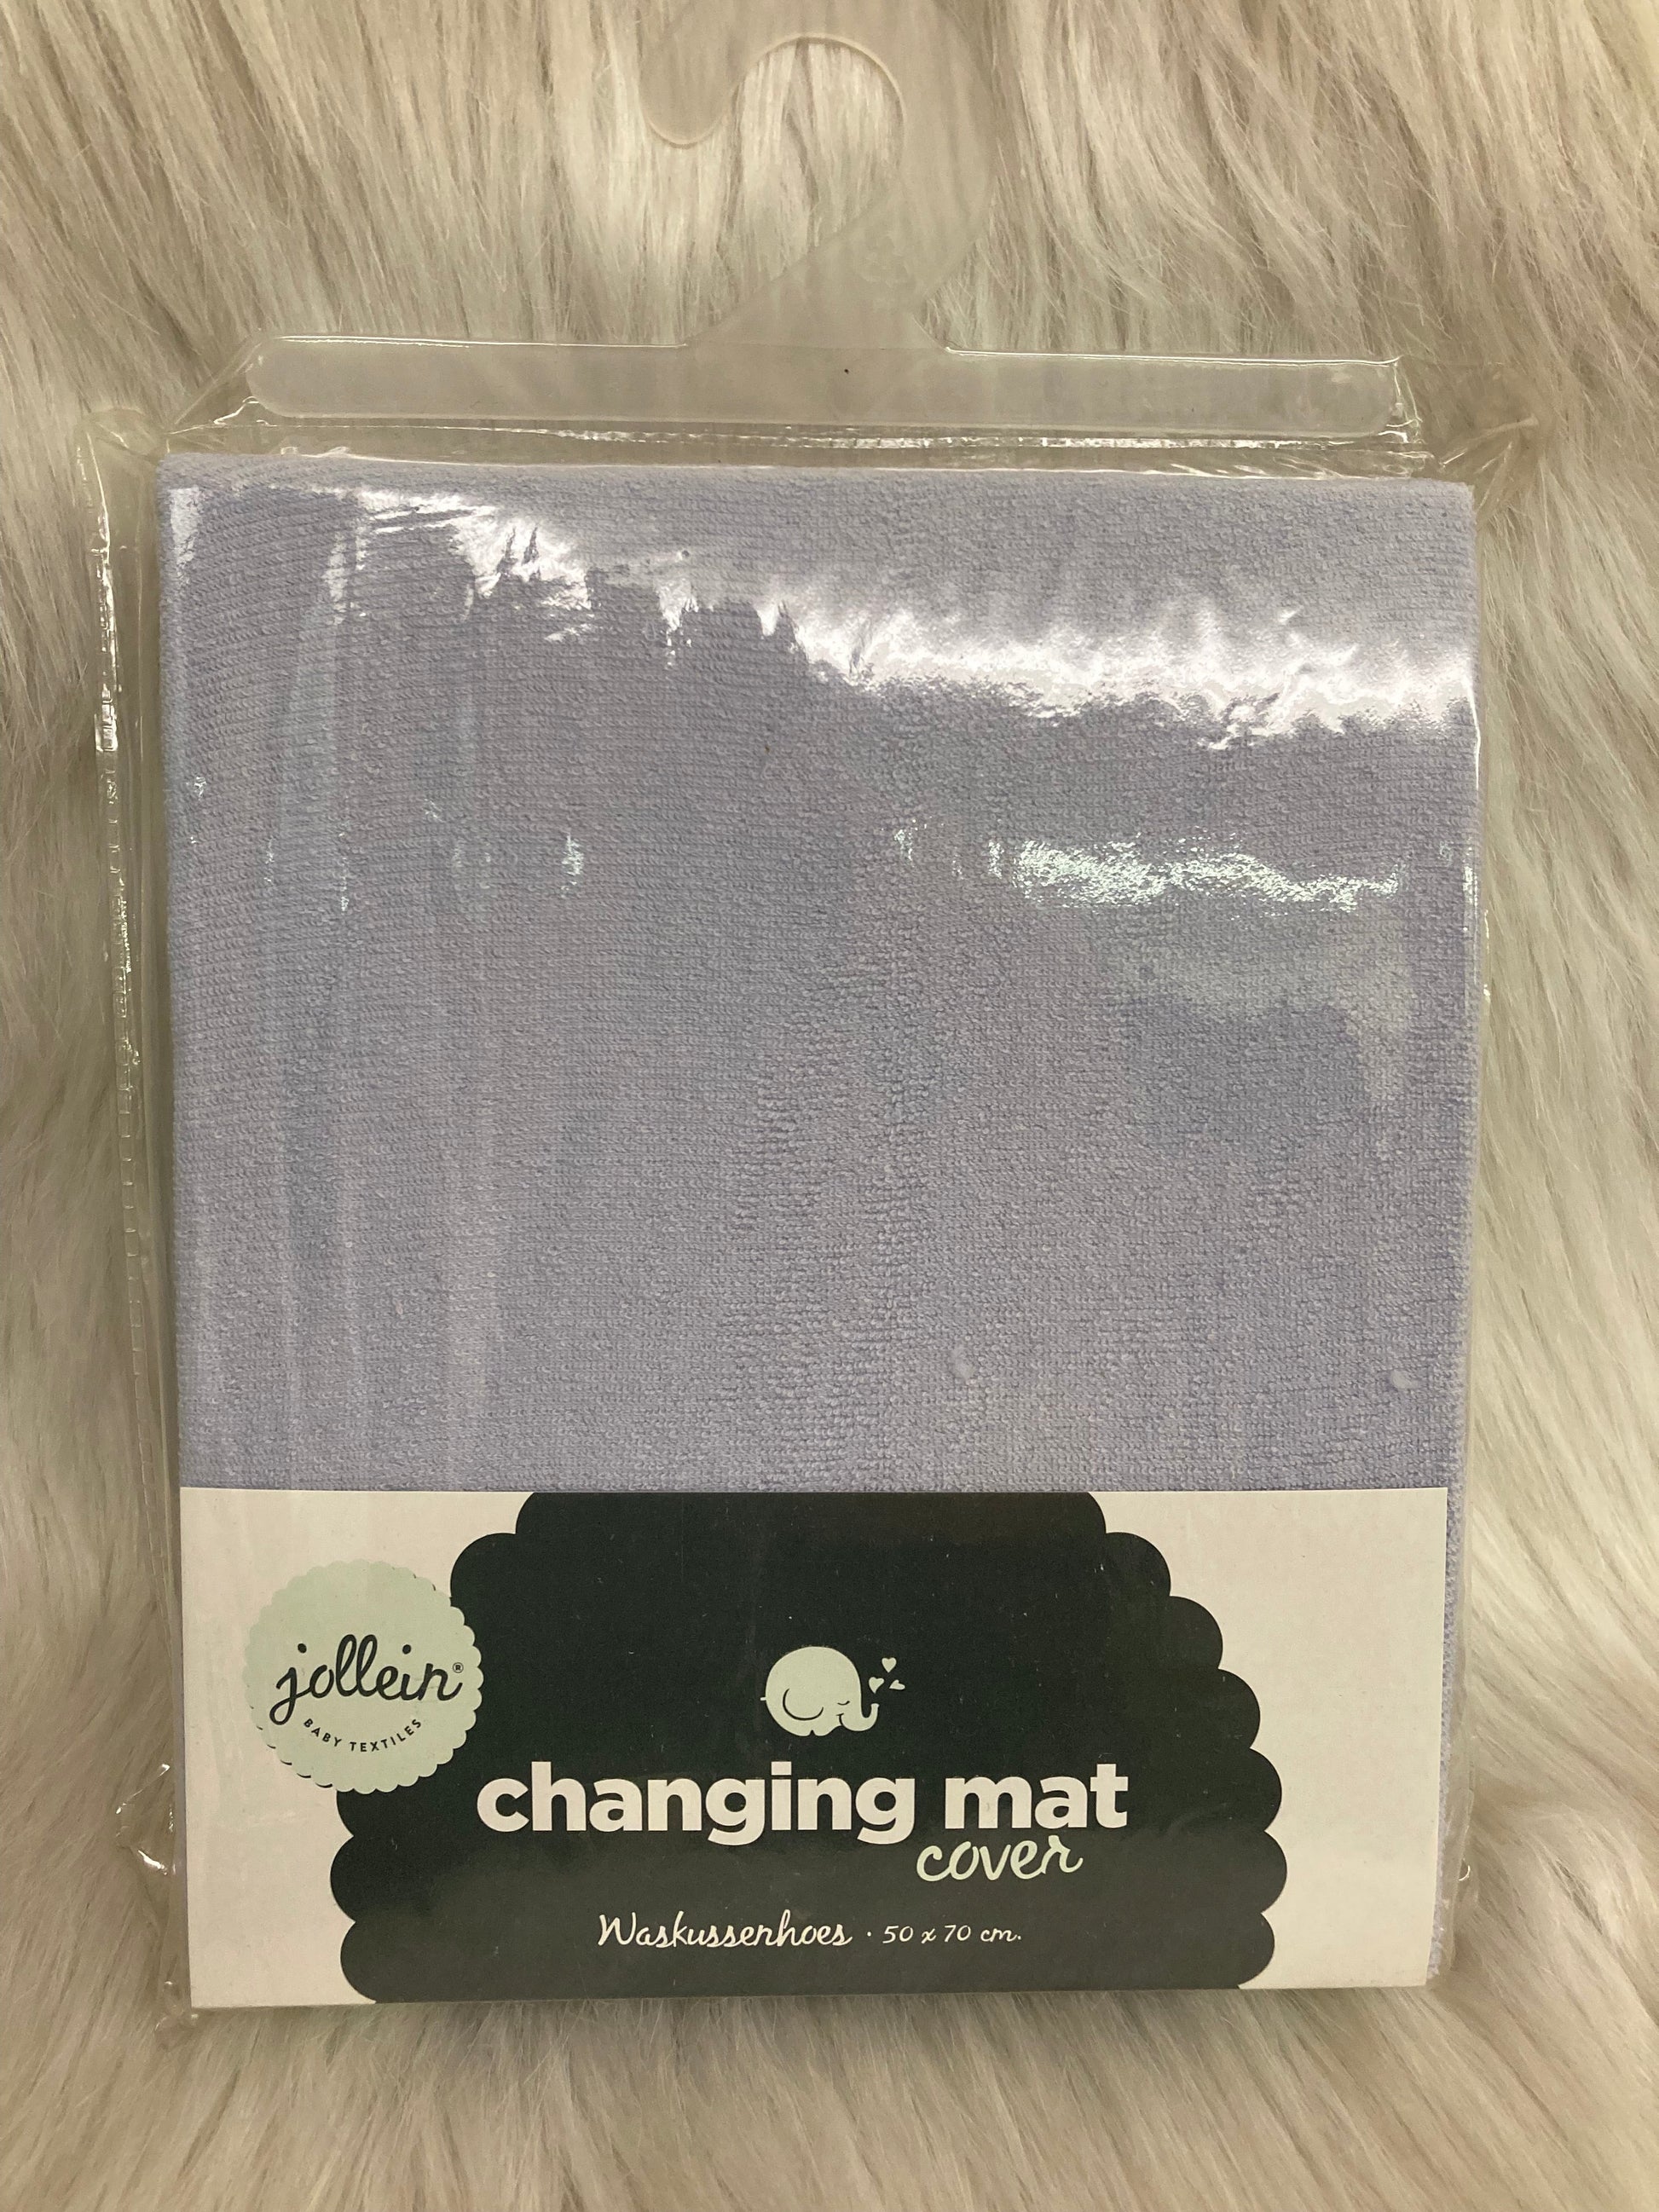 jollein®
BABY TEXTILES
changing mat
cover
Waskussenhoes · 50 x 70 cm.